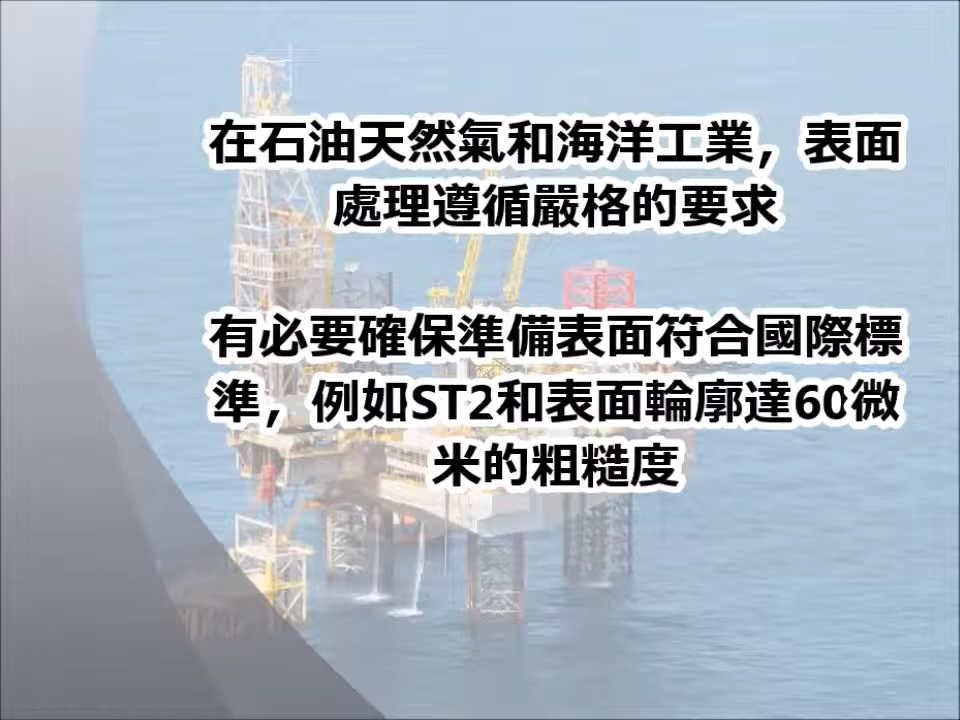 在石油天然氣和海洋工業，表面
處理遵循嚴格的要求
有必要確保準備表面符合國際標
準，例如ST2和表面輪廓達60微
米的粗糙度